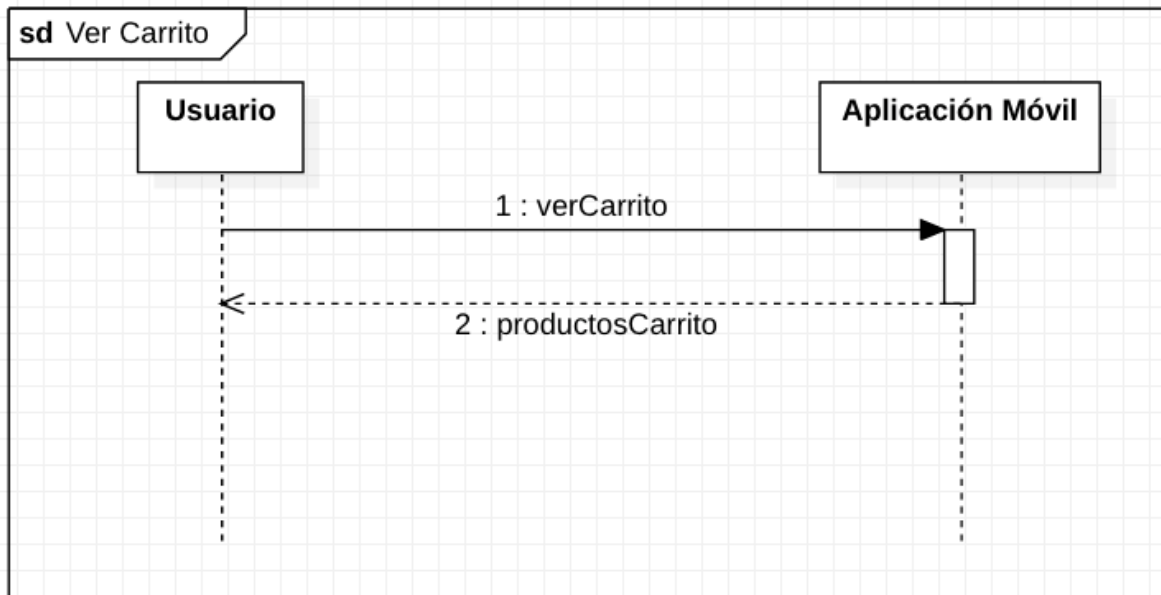 sd Ver Carrito
Usuario
Aplicación Móvil
1 : verCarrito
2 : productosCarrito